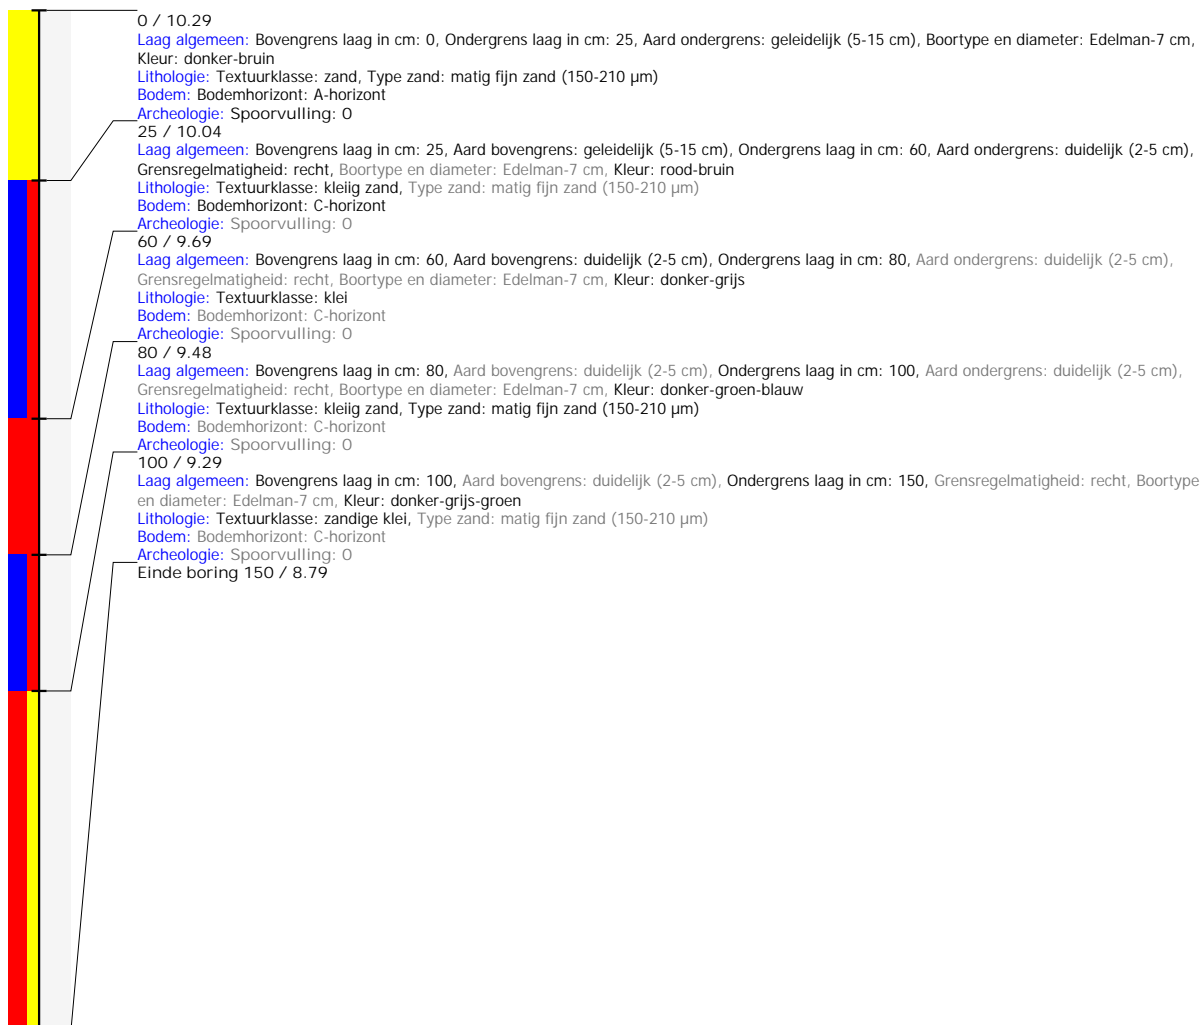 0 / 10.29
Laag algemeen: Bovengrens laag in cm: 0, Ondergrens laag in cm: 25, Aard ondergrens: geleidelijk (5-15 cm), Boortype en diameter: Edelman-7 cm,
Kleur: donker-bruin
Lithologie: Textuurklasse: zand, Type zand: matig fijn zand (150-210 µm)
Bodem: Bodemhorizont: A-horizont
Archeologie: Spoorvulling: 0
25 / 10.04
Laag algemeen: Bovengrens laag in cm: 25, Aard bovengrens: geleidelijk (5-15 cm), Ondergrens laag in cm: 60, Aard ondergrens: duidelijk (2-5 cm),
Grensregelmatigheid: recht, Boortype en diameter: Edelman-7 cm, Kleur: rood-bruin
Lithologie: Textuurklasse: kleiig zand, Type zand: matig fijn zand (150-210 µm)
Bodem: Bodemhorizont: C-horizont
Archeologie: Spoorvulling: 0
60 / 9.69
Laag algemeen: Bovengrens laag in cm: 60, Aard bovengrens: duidelijk (2-5 cm), Ondergrens laag in cm: 80, Aard ondergrens: duidelijk (2-5 cm),
Grensregelmatigheid: recht, Boortype en diameter: Edelman-7 cm, Kleur: donker-grijs
Lithologie: Textuurklasse: klei
Bodem: Bodemhorizont: C-horizont
Archeologie: Spoorvulling: 0
80 / 9.48
Laag algemeen: Bovengrens laag in cm: 80, Aard bovengrens: duidelijk (2-5 cm), Ondergrens laag in cm: 100, Aard ondergrens: duidelijk (2-5 cm),
Grensregelmatigheid: recht, Boortype en diameter: Edelman-7 cm, Kleur: donker-groen-blauw
Lithologie: Textuurklasse: kleiig zand, Type zand: matig fijn zand (150-210 µm)
Bodem: Bodemhorizont: C-horizont
Archeologie: Spoorvulling: 0
100 / 9.29
Laag algemeen: Bovengrens laag in cm: 100, Aard bovengrens: duidelijk (2-5 cm), Ondergrens laag in cm: 150, Grensregelmatigheid: recht, Boortype
en diameter: Edelman-7 cm, Kleur: donker-grijs-groen
Lithologie: Textuurklasse: zandige klei, Type zand: matig fijn zand (150-210 µm)
Bodem: Bodemhorizont: C-horizont
Archeologie: Spoorvulling: 0
Einde boring 150 / 8.79